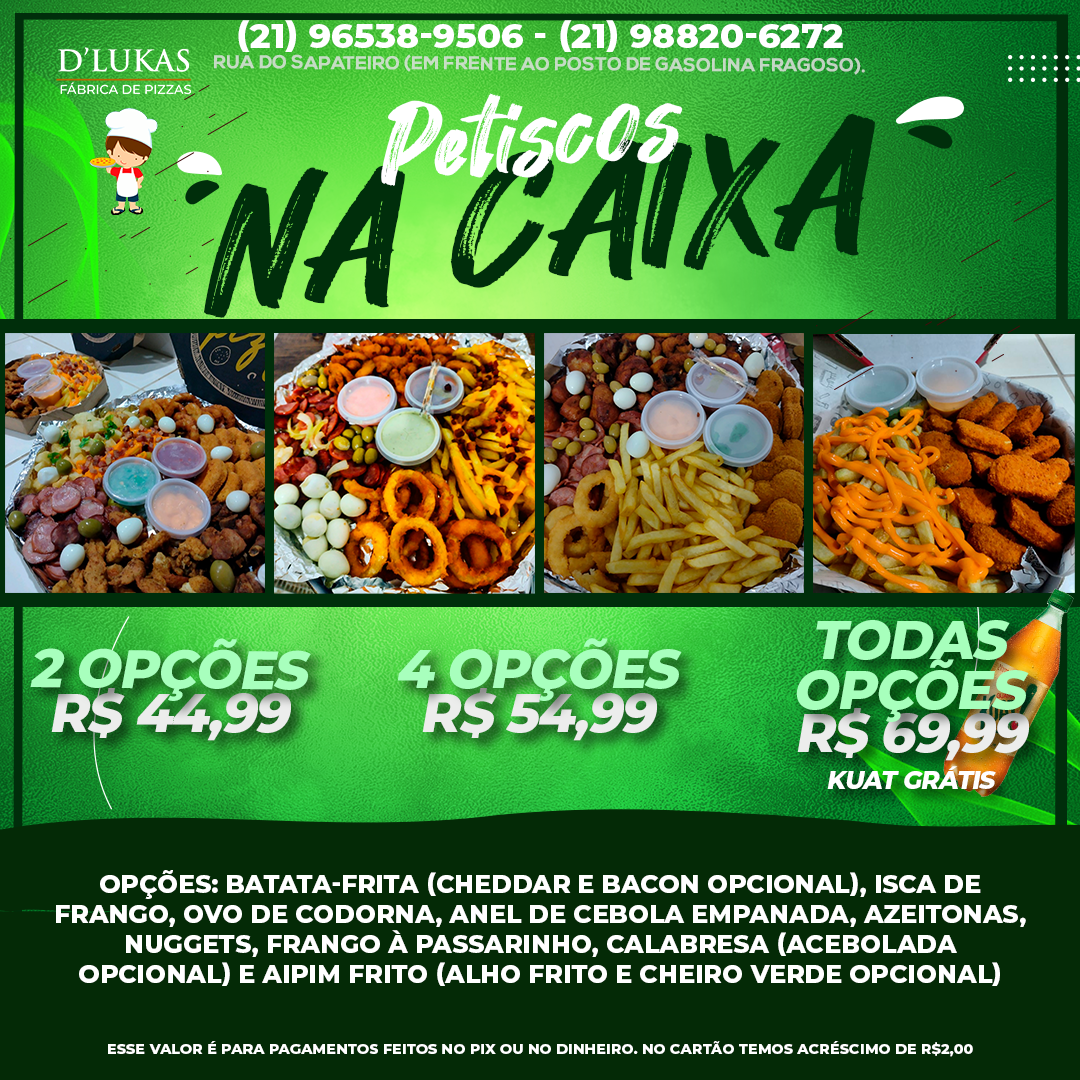 (21) 96538-9506 - (21) 98820-6272
RUA DO SAPATEIRO (EM FRENTE AO POSTO DE GASOLINA FRAGOSO).
D'LUKAS
FÁBRICA DE PIZZAS
Petiscos
NA CAIXA
2 OPÇÕES
R$ 44,99
4 OPÇÕES
R$ 54,99
TODAS
OPÇÕES
R$ 69,99
KUAT GRÁTIS
OPÇÕES: BATATA-FRITA (CHEDDAR E BACON OPCIONAL), ISCA DE
FRANGO, OVO DE CODORNA, ANEL DE CEBOLA EMPANADA, AZEITONAS,
NUGGETS, FRANGO À PASSARINHO, CALABRESA (ACEBOLADA
OPCIONAL) E AIPIM FRITO (ALHO FRITO E CHEIRO VERDE OPCIONAL)
ESSE VALOR É PARA PAGAMENTOS FEITOS NO PIX OU NO DINHEIRO. NO CARTÃO TEMOS ACRÉSCIMO DE R$2,00